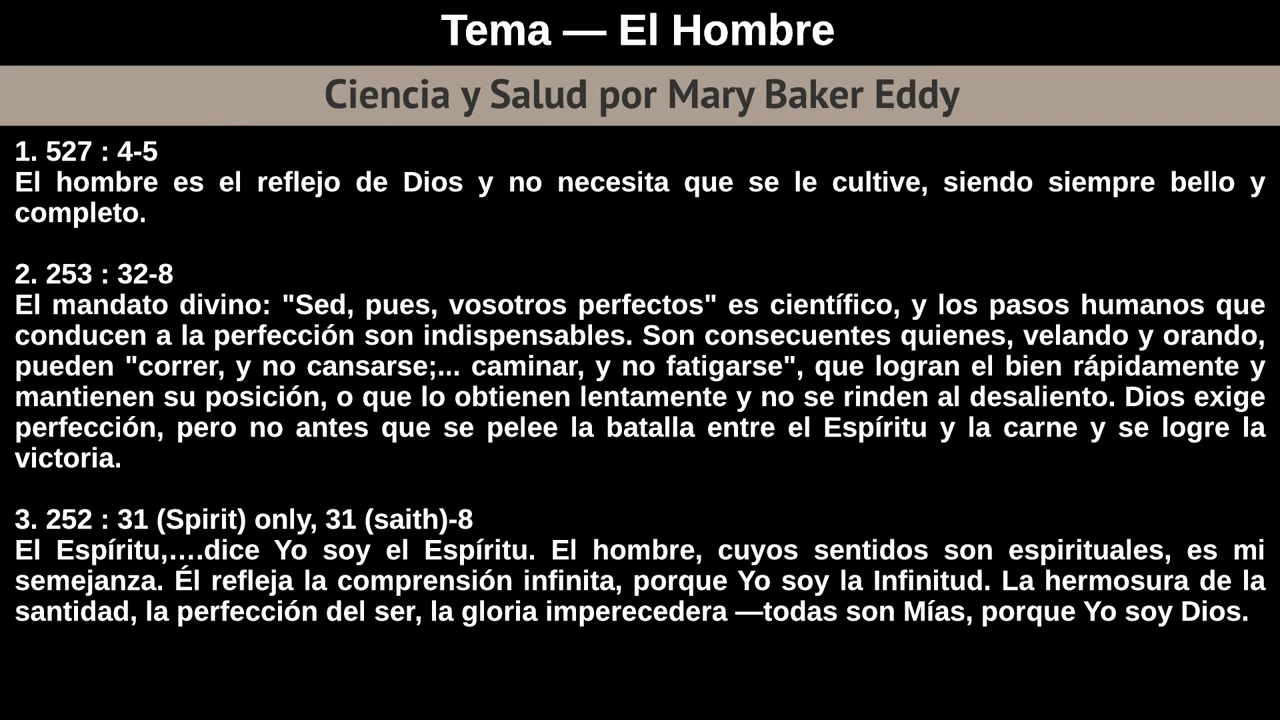 Tema — El Hombre
Ciencia y Salud por Mary Baker Eddy
1. 527 : 4-5
El hombre es el reflejo de Dios y no necesita que se le cultive, siendo siempre bello y
completo.
2. 253 : 32-8
El mandato divino: "Sed, pues, vosotros perfectos" es científico, y los pasos humanos que
conducen a la perfección son indispensables. Son consecuentes quienes, velando y orando,
pueden "correr, y no cansarse;... caminar, y no fatigarse", que logran el bien rápidamente y
mantienen su posición, o que lo obtienen lentamente y no se rinden al desaliento. Dios exige
perfección, pero no antes que se pelee la batalla entre el Espíritu y la carne y se logre la
victoria.
3. 252 : 31 (Spirit) only, 31 (saith)-8
El Espíritu,….dice Yo soy el Espíritu. El hombre, cuyos sentidos son espirituales, es mi
semejanza. Él refleja la comprensión infinita, porque Yo soy la Infinitud. La hermosura de la
santidad, la perfección del ser, la gloria imperecedera —todas son Mías, porque Yo soy Dios.